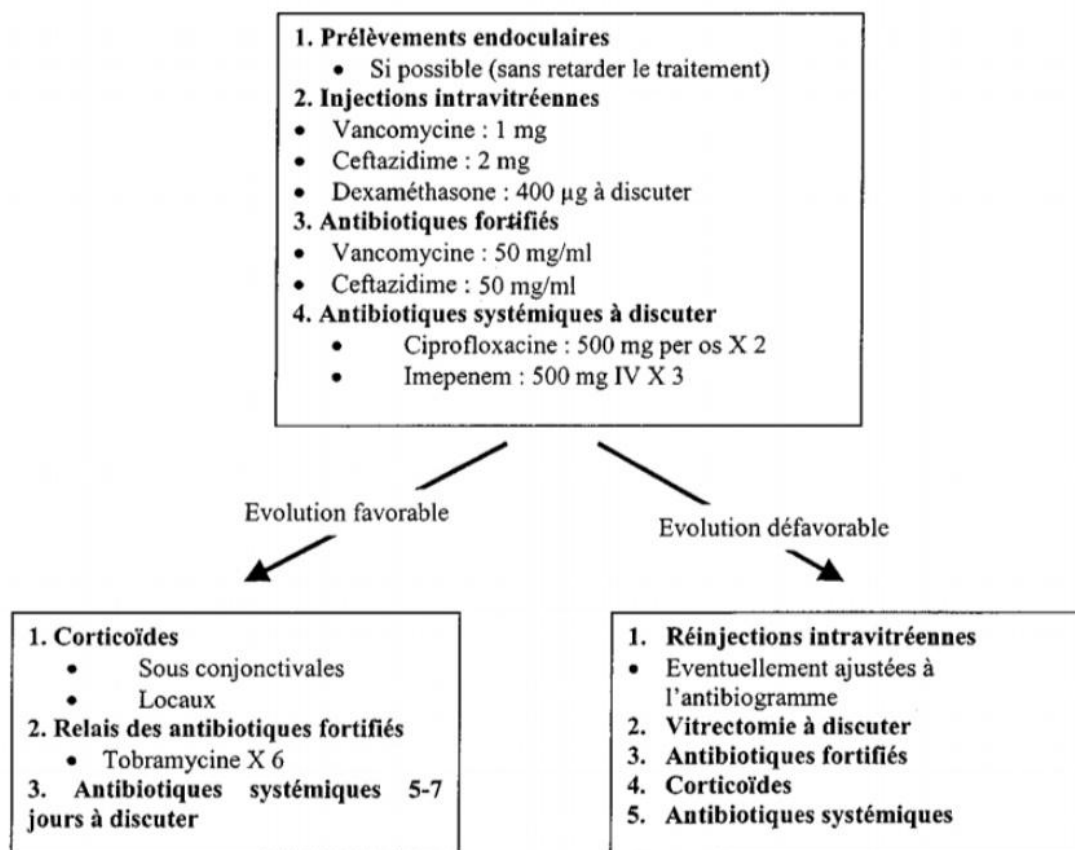 1. Prélèvements endoculaires
• Si possible (sans retarder le traitement)
2. Injections intravitréennes
• Vancomycine : 1 mg
• Ceftazidime : 2 mg
• Dexaméthasone : 400 µg à discuter
3. Antibiotiques fortifiés
• Vancomycine : 50 mg/ml
• Ceftazidime : 50 mg/ml
4. Antibiotiques systémiques à discuter
• Ciprofloxacine : 500 mg per os X 2
• Imepenem : 500 mg IV X 3
Evolution favorable
Evolution défavorable
1. Corticoïdes
• Sous conjonctivales
• Locaux
2. Relais des antibiotiques fortifiés
• Tobramycine X 6
3. Antibiotiques systémiques 5-7
jours à discuter
1. Réinjections intravitréennes
• Eventuellement ajustées à
l'antibiogramme
2. Vitrectomie à discuter
3. Antibiotiques fortifiés
4. Corticoïdes
5. Antibiotiques systémiques